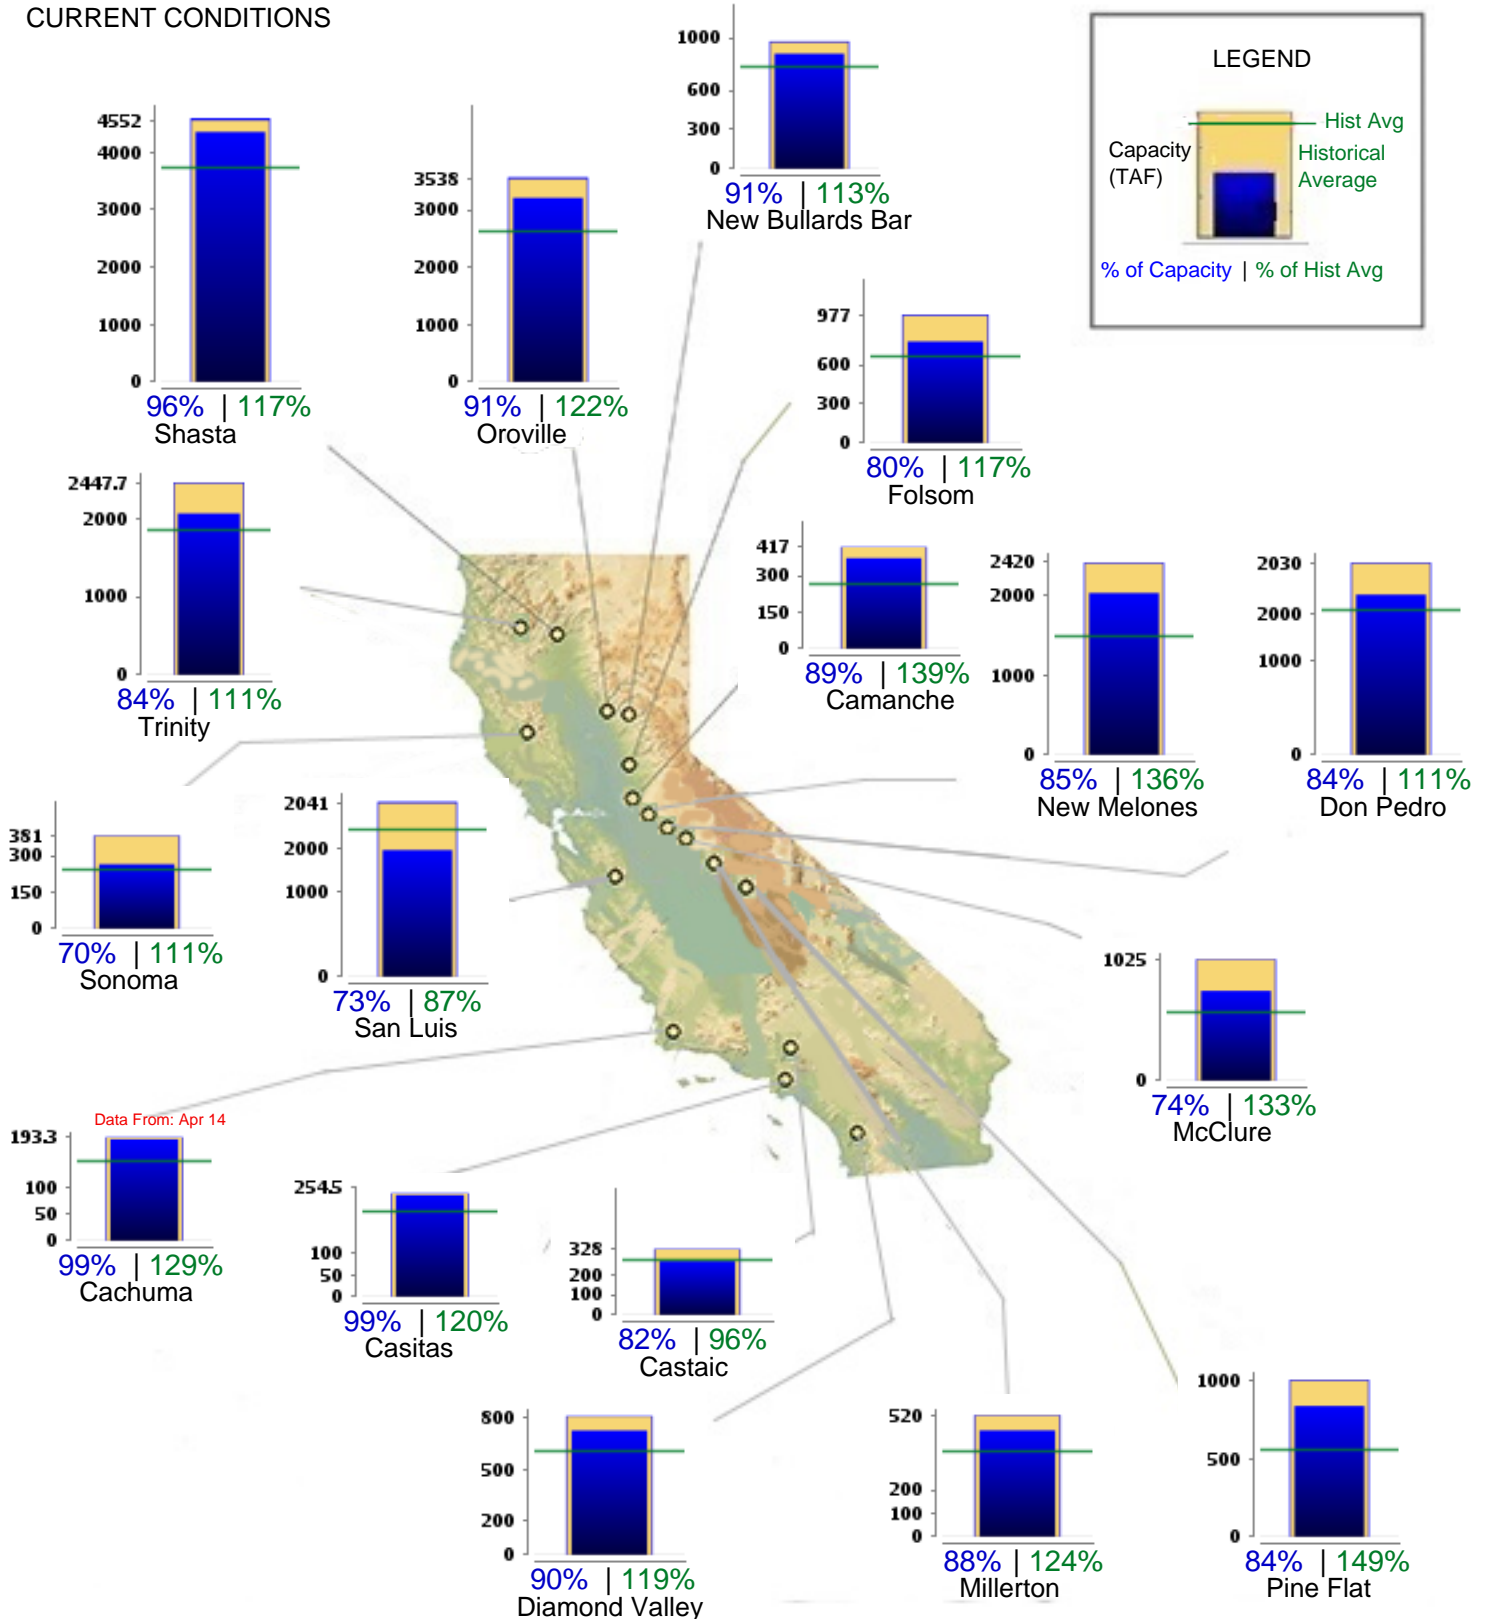 CURRENT CONDITIONS
1000
600
300
0
91% | 113%
New Bullards Bar
LEGEND
Hist Avg
Capacity
(TAF)
Historical
Average
% of Capacity | % of Hist Avg
4552
4000
3000
2000
1000
0
96% | 117%
Shasta
3538
3000
2000
1000
0
91% | 122%
Oroville
977
600
300
0
80% | 117%
Folsom
2447.7
2000
1000
0
84% | 111%
Trinity
417
300
150
0
89% | 139%
Camanche
2420
2000
1000
0
85% | 136%
New Melones
2030
2000
1000
0
84% | 111%
Don Pedro
381
300
150
0
70% | 111%
Sonoma
2041
2000
1000
0
73% | 87%
San Luis
1025
0
74% | 133%
McClure
Data From: Apr 14
193.3
100
50
0
99% | 129%
Cachuma
254.5
100
50
0
99% | 120%
Casitas
328
200
100
0
82% | 96%
Castaic
800
500
200
0
90% | 119%
Diamond Valley
520
200
100
0
88% | 124%
Millerton
1000
500
0
84% | 149%
Pine Flat